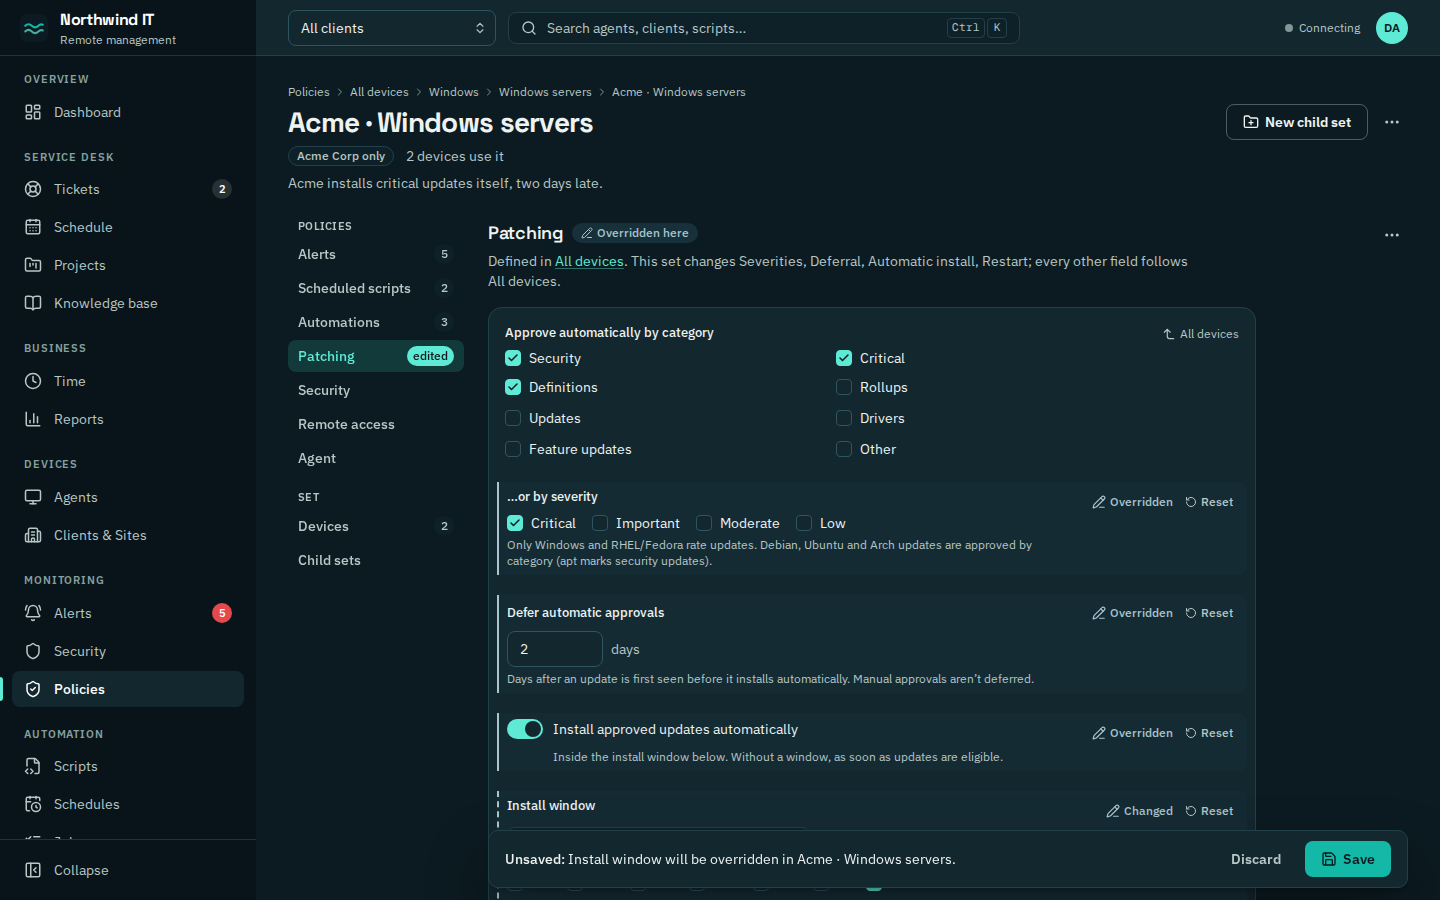 Northwind IT
Remote management
All clients
Search agents, clients, scripts...
Ctrl K
Connecting
DA
OVERVIEW
Dashboard
SERVICE DESK
Tickets 2
Schedule
Projects
Knowledge base
BUSINESS
Time
Reports
DEVICES
Agents
Clients & Sites
MONITORING
Alerts 5
Security
Policies
AUTOMATION
Scripts
Schedules
Collapse
Policies > All devices > Windows > Windows servers > Acme · Windows servers
Acme · Windows servers
New child set
Acme Corp only 2 devices use it
Acme installs critical updates itself, two days late.
POLICIES
Alerts 5
Scheduled scripts 2
Automations 3
Patching edited
Security
Remote access
Agent
SET
Devices 2
Child sets
Patching Overridden here
Defined in All devices. This set changes Severities, Deferral, Automatic install, Restart; every other field follows
All devices.
Approve automatically by category All devices
Security Critical
Definitions Rollups
Updates Drivers
Feature updates Other
...or by severity Overridden Reset
Critical Important Moderate Low
Only Windows and RHEL/Fedora rate updates. Debian, Ubuntu and Arch updates are approved by
category (apt marks security updates).
Defer automatic approvals Overridden Reset
2 days
Days after an update is first seen before it installs automatically. Manual approvals aren't deferred.
Install approved updates automatically Overridden Reset
Inside the install window below. Without a window, as soon as updates are eligible.
Install window Changed Reset
Unsaved: Install window will be overridden in Acme · Windows servers.
Discard Save